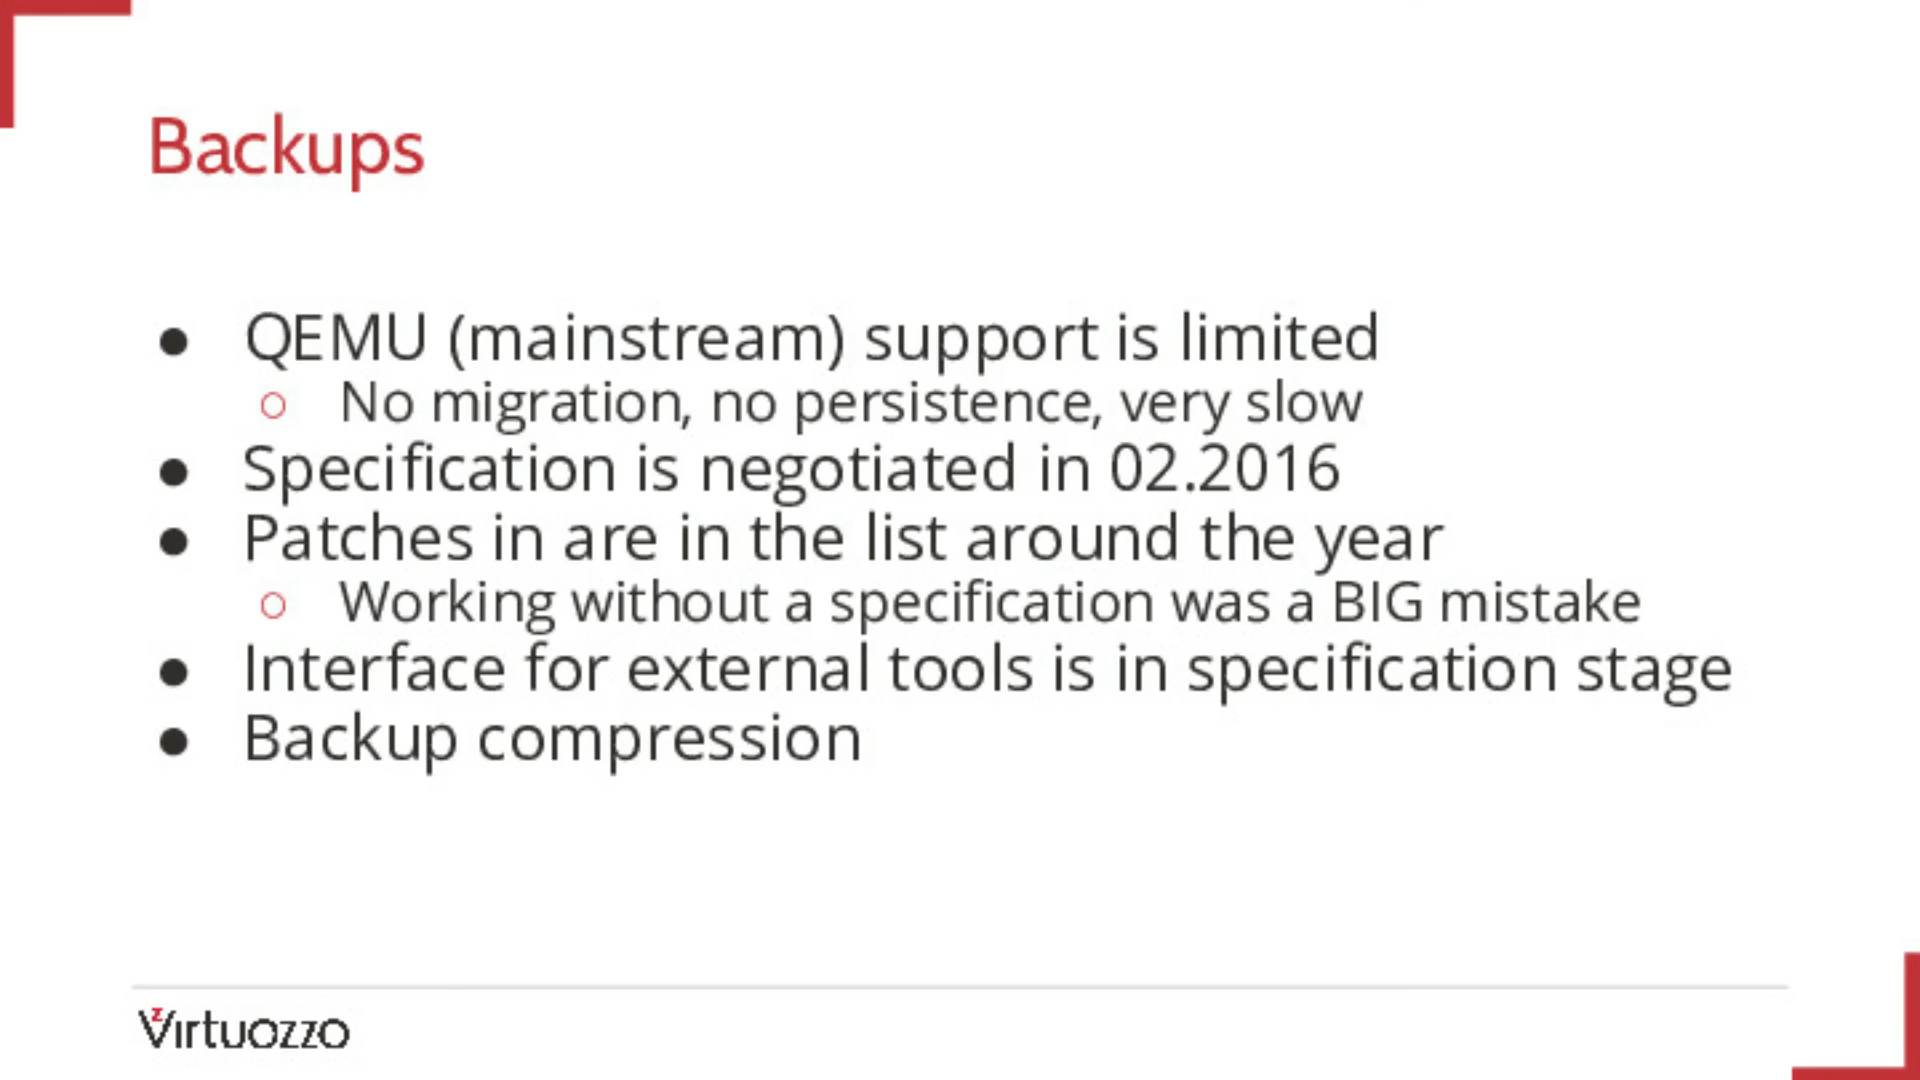 Backups
● QEMU (mainstream) support is limited
○ No migration, no persistence, very slow
● Specification is negotiated in 02.2016
● Patches in are in the list around the year
○ Working without a specification was a BIG mistake
● Interface for external tools is in specification stage
● Backup compression
Virtuozzo